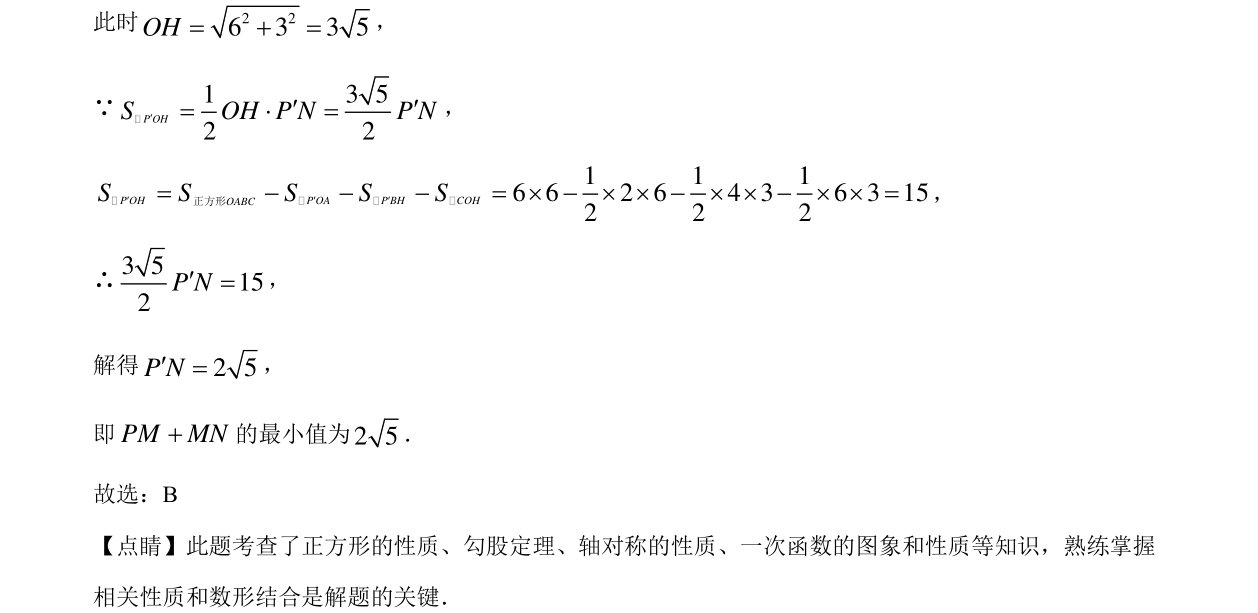 此时 OH = √(6² + 3²) = 3√5，
∵ S▯P′OH = 1/2 OH · P′N = 3√5/2 P′N，
S▯P′OH = S正方形OABC − S▯P′OA − S▯P′BH − S▯COH = 6×6 − 1/2 ×2×6 − 1/2 ×4×3 − 1/2 ×6×3 = 15，
∴ 3√5/2 P′N = 15，
解得 P′N = 2√5，
即 PM + MN 的最小值为 2√5．
故选：B
【点睛】此题考查了正方形的性质、勾股定理、轴对称的性质、一次函数的图象和性质等知识，熟练掌握
相关性质和数形结合是解题的关键．